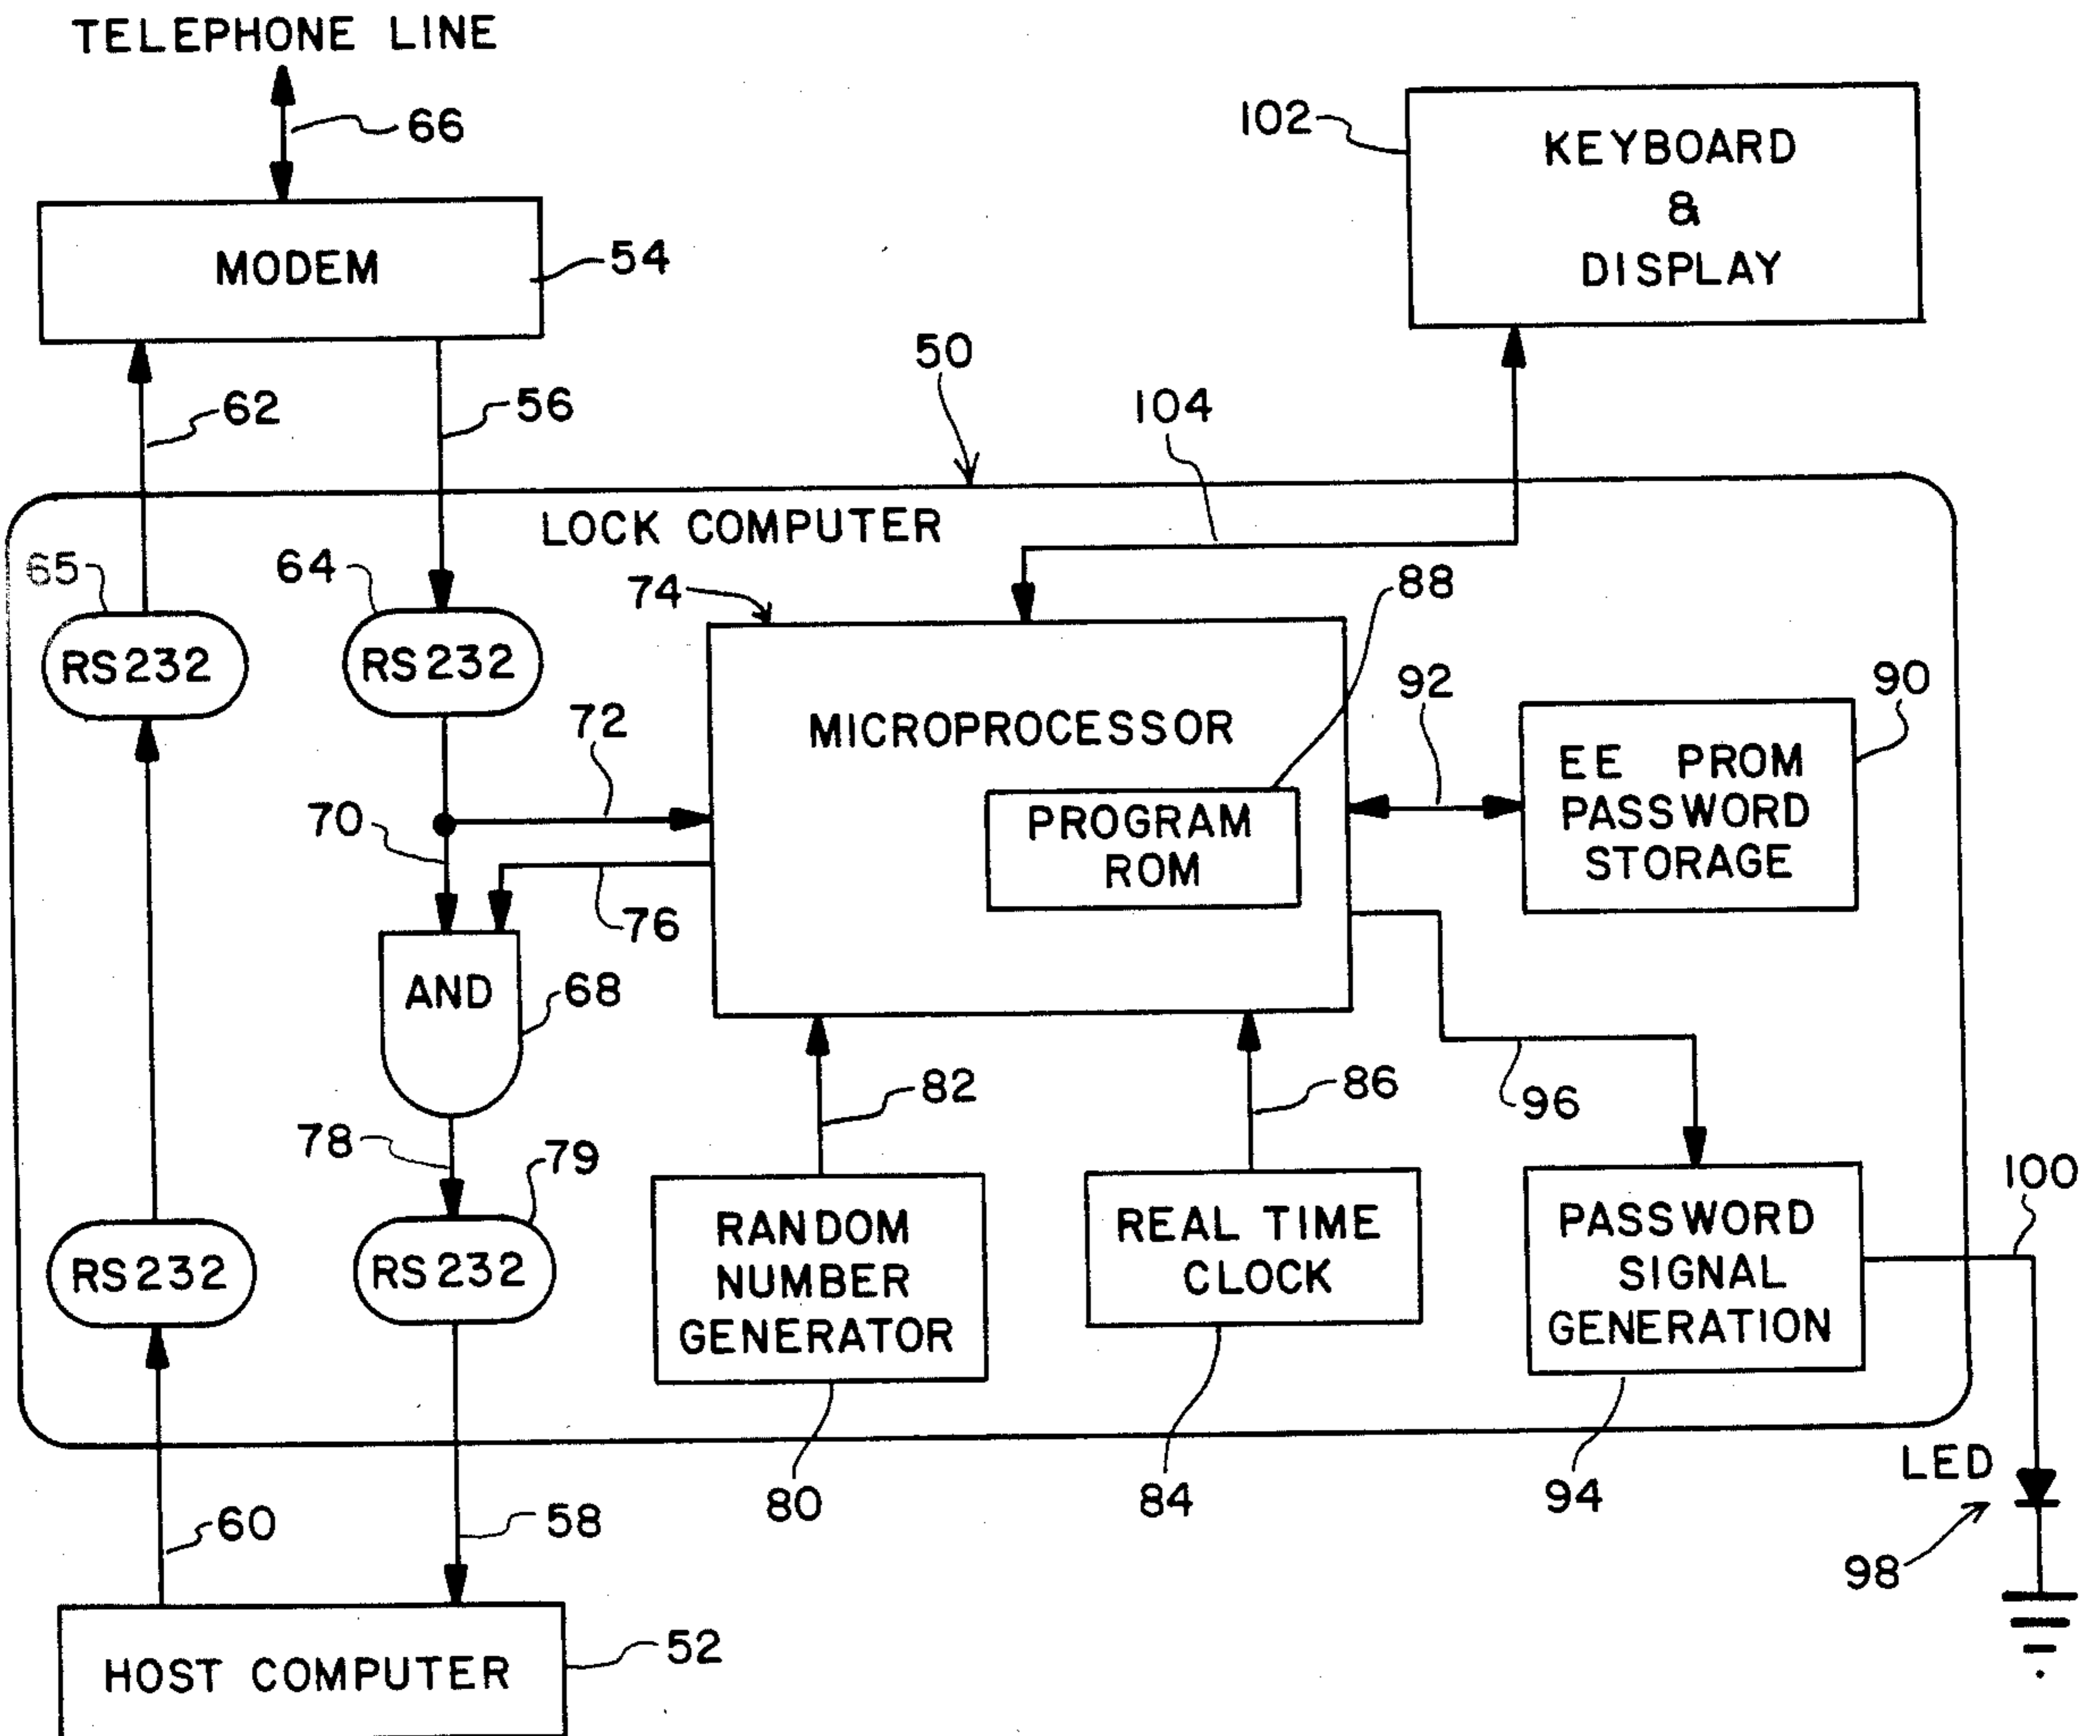 TELEPHONE LINE
66
102
KEYBOARD
&
DISPLAY
MODEM
54
50
62
56
104
LOCK COMPUTER
65
64
74
88
RS232
RS232
72
MICROPROCESSOR
92
90
EE PROM
PASSWORD
STORAGE
70
PROGRAM
ROM
76
AND
68
82
86
96
78
79
100
RS232
RS232
RANDOM
NUMBER
GENERATOR
REAL TIME
CLOCK
PASSWORD
SIGNAL
GENERATION
LED
80
84
94
60
58
98
HOST COMPUTER
52